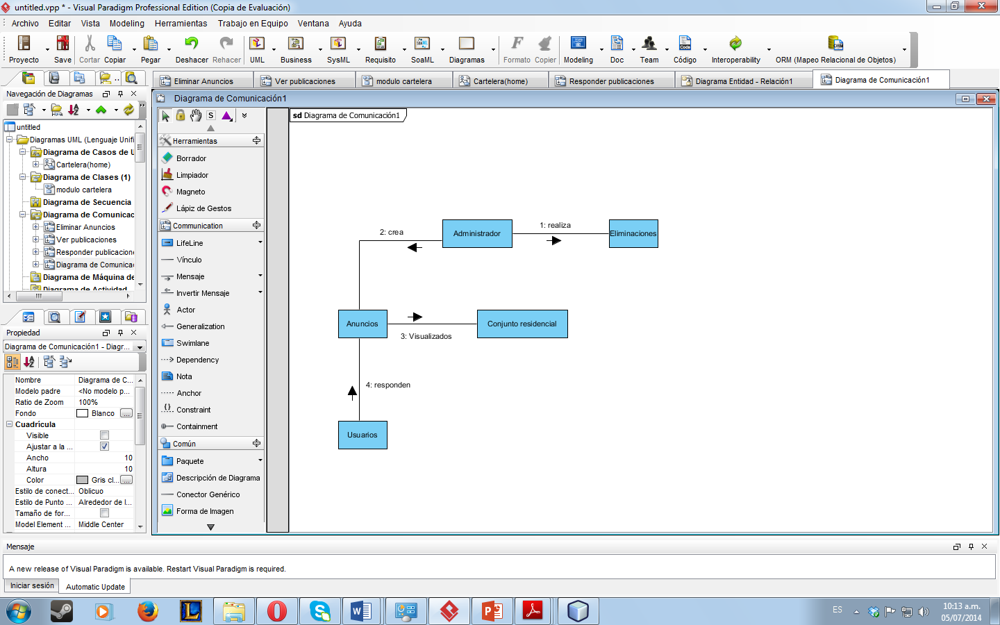 untitled.vpp * - Visual Paradigm Professional Edition (Copia de Evaluación)
Archivo Editar Vista Modeling Herramientas Trabajo en Equipo Ventana Ayuda
Proyecto Save Cortar Copiar Pegar Deshacer Rehacer UML Business SysML Requisito SoaML Diagramas Formato Copier Modeling Doc Team Código Interoperability ORM (Mapeo Relacional de Objetos)
Eliminar Anuncios Ver publicaciones modulo cartelera Cartelera(home) Responder publicaciones Diagrama Entidad - Relación1 Diagrama de Comunicación1
Navegación de Diagramas
untitled
Diagramas UML (Lenguaje Unifi
Diagrama de Casos de U
Cartelera(home)
Diagrama de Clases (1)
modulo cartelera
Diagrama de Secuencia
Diagrama de Comunicac
Eliminar Anuncios
Ver publicaciones
Responder publicacione
Diagrama de Comunicac
Diagrama de Máquina de
Diagrama de Actividad
Propiedad
Diagrama de Comunicación1 - Diagr...
Nombre Diagrama de C...
Modelo padre <No modelo p...
Ratio de Zoom 100%
Fondo Blanco ...
Cuadrícula
Visible
Ajustar a la ...
Ancho 10
Altura 10
Color Gris cl... ...
Estilo de conect... Oblicuo
Estilo de Punto ... Alrededor de l...
Tamaño de for...
Model Element ... Middle Center
Diagrama de Comunicación1
S
Herramientas
Borrador
Limpiador
Magneto
Lápiz de Gestos
Communication
LifeLine
Vínculo
Mensaje
Invertir Mensaje
Actor
Generalization
Swimlane
Dependency
Nota
Anchor
Constraint
Containment
Común
Paquete
Descripción de Diagrama
Conector Genérico
Forma de Imagen
sd Diagrama de Comunicación1
2: crea
Administrador
1: realiza
Eliminaciones
Anuncios
3: Visualizados
Conjunto residencial
4: responden
Usuarios
Mensaje
A new release of Visual Paradigm is available. Restart Visual Paradigm is required.
Iniciar sesión Automatic Update
ES
10:13 a.m.
05/07/2014